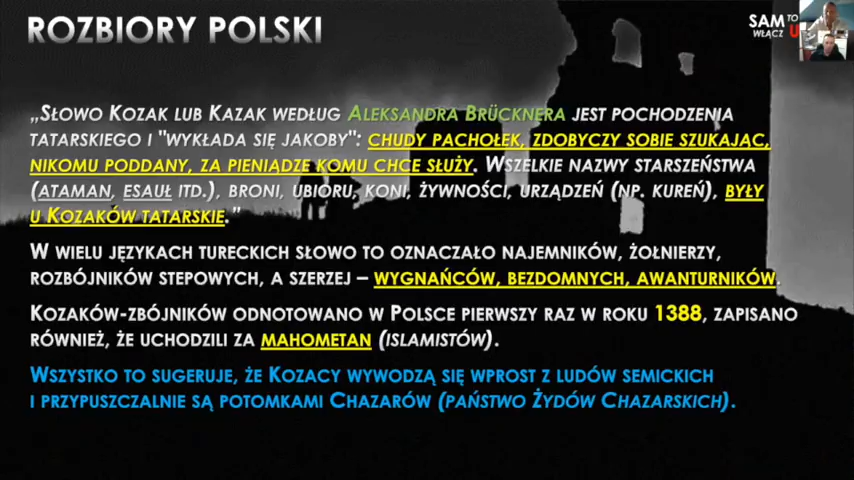 ROZBIORY POLSKI
SAM TO
WŁĄCZ U
„SŁOWO KOZAK LUB KAZAK WEDŁUG ALEKSANDRA BRÜCKNERA JEST POCHODZENIA
TATARSKIEGO I "WYKŁADA SIĘ JAKOBY": CHUDY PACHOŁEK, ZDOBYCZY SOBIE SZUKAJĄC,
NIKOMU PODDANY, ZA PIENIĄDZE KOMU CHCE SŁUŻY. WSZELKIE NAZWY STARSZEŃSTWA
(ATAMAN, ESAUŁ ITD.), BRONI, UBIORU, KONI, ŻYWNOŚCI, URZĄDZEŃ (NP. KUREŃ), BYŁY
U KOZAKÓW TATARSKIE."
W WIELU JĘZYKACH TURECKICH SŁOWO TO OZNACZAŁO NAJEMNIKÓW, ŻOŁNIERZY,
ROZBÓJNIKÓW STEPOWYCH, A SZERZEJ – WYGNAŃCÓW, BEZDOMNYCH, AWANTURNIKÓW.
KOZAKÓW-ZBÓJNIKÓW ODNOTOWANO W POLSCE PIERWSZY RAZ W ROKU 1388, ZAPISANO
RÓWNIEŻ, ŻE UCHODZILI ZA MAHOMETAN (ISLAMISTÓW).
WSZYSTKO TO SUGERUJE, ŻE KOZACY WYWODZĄ SIĘ WPROST Z LUDÓW SEMICKICH
I PRZYPUSZCZALNIE SĄ POTOMKAMI CHAZARÓW (PAŃSTWO ŻYDÓW CHAZARSKICH).